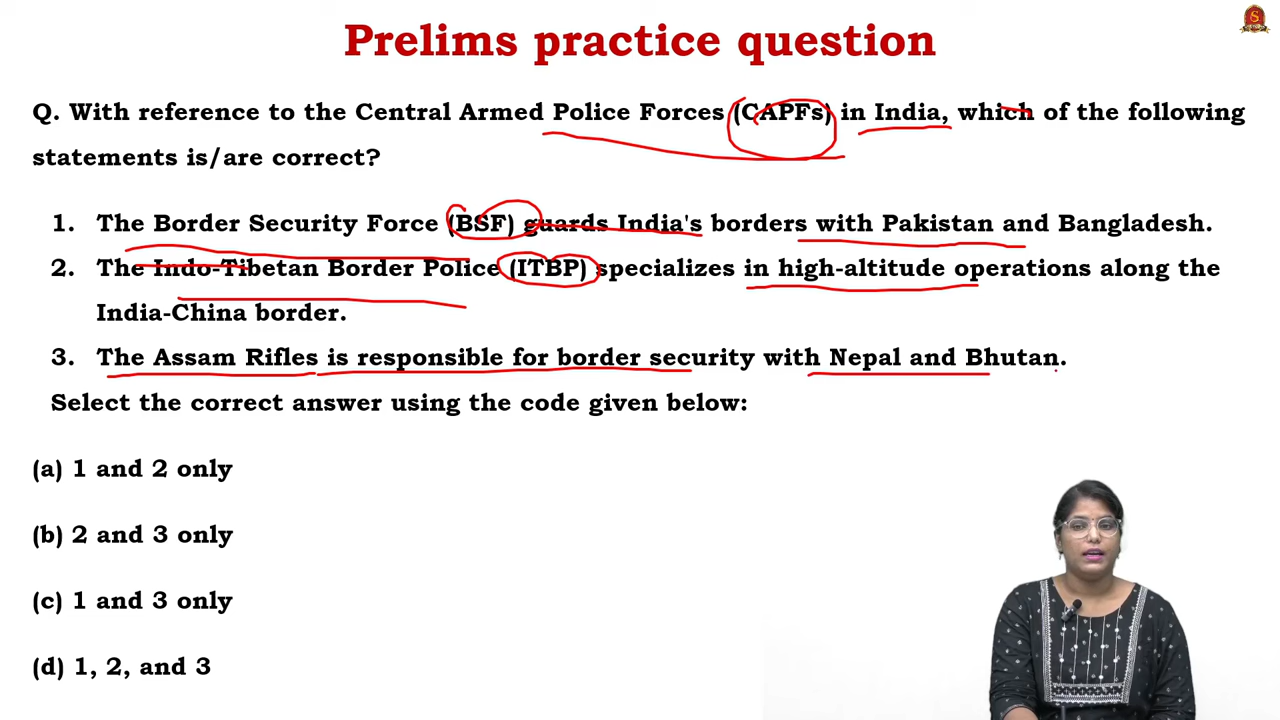 Prelims practice question
Q. With reference to the Central Armed Police Forces (CAPFs) in India, which of the following
statements is/are correct?
1. The Border Security Force (BSF) guards India's borders with Pakistan and Bangladesh.
2. The Indo-Tibetan Border Police (ITBP) specializes in high-altitude operations along the
India-China border.
3. The Assam Rifles is responsible for border security with Nepal and Bhutan.
Select the correct answer using the code given below:
(a) 1 and 2 only
(b) 2 and 3 only
(c) 1 and 3 only
(d) 1, 2, and 3